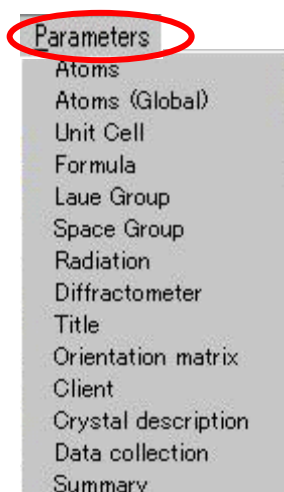 Parameters
Atoms
Atoms (Global)
Unit Cell
Formula
Laue Group
Space Group
Radiation
Diffractometer
Title
Orientation matrix
Client
Crystal description
Data collection
Summary